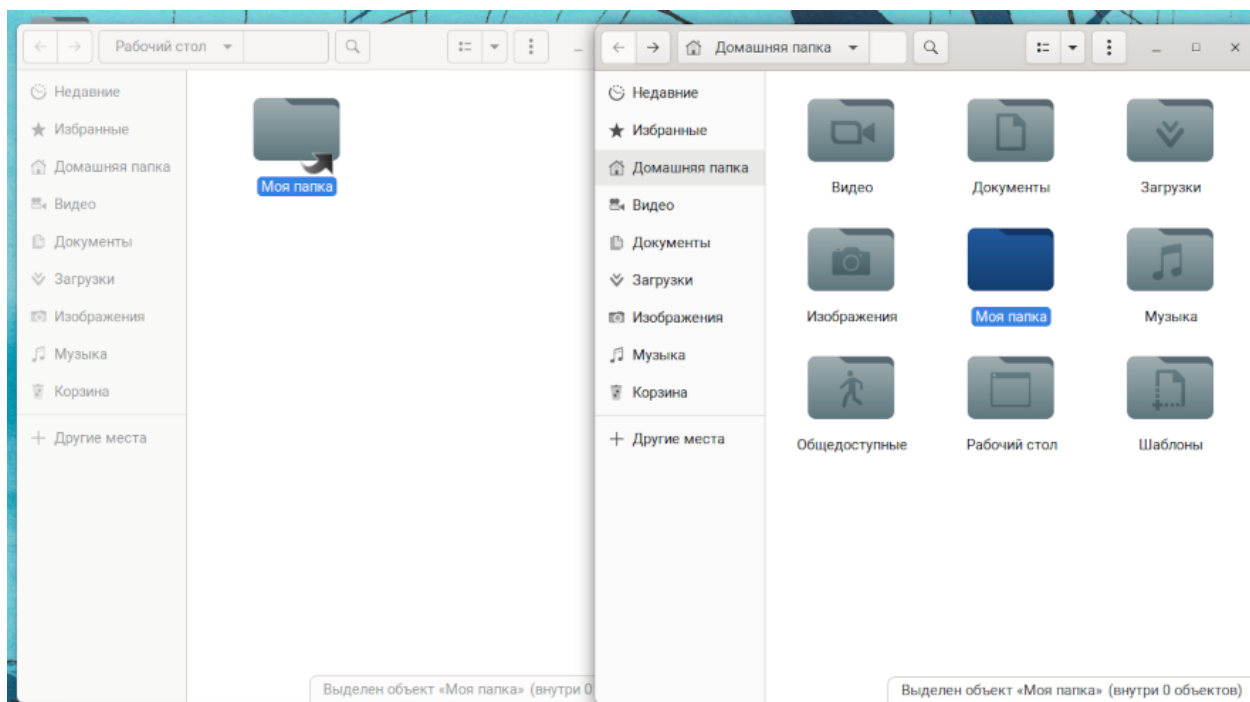 Рабочий стол
Недавние
Избранные
Домашняя папка
Видео
Документы
Загрузки
Изображения
Музыка
Корзина
Другие места
Моя папка
Выделен объект «Моя папка» (внутри 0
Домашняя папка
Недавние
Избранные
Домашняя папка
Видео
Документы
Загрузки
Изображения
Музыка
Корзина
Другие места
Видео
Документы
Загрузки
Изображения
Моя папка
Музыка
Общедоступные
Рабочий стол
Шаблоны
Выделен объект «Моя папка» (внутри 0 объектов)